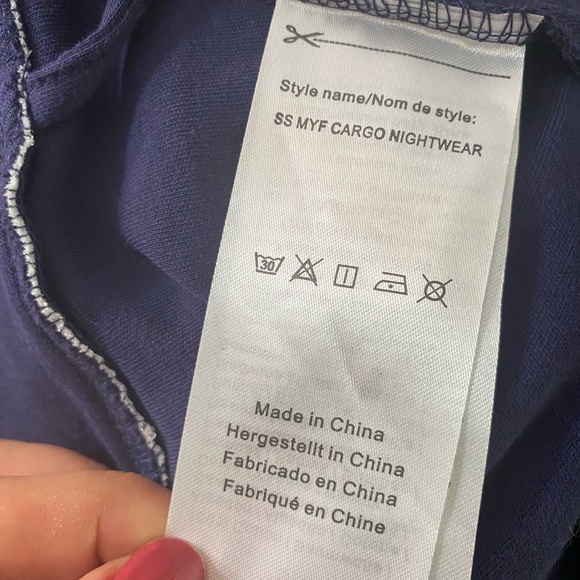 Style name/Nom de style:
SS MYF CARGO NIGHTWEAR
30
Made in China
Hergestellt in China
Fabricado en China
Fabriqué en Chine